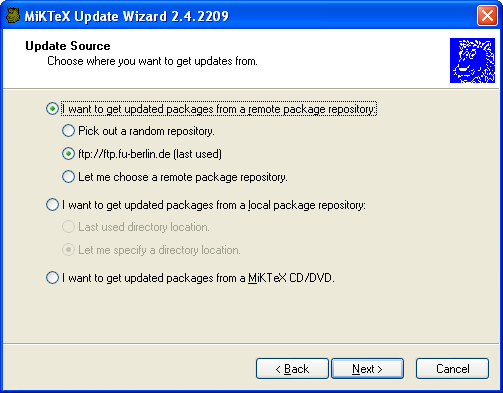 MiKTeX Update Wizard 2.4.2209
Update Source
Choose where you want to get updates from.
I want to get updated packages from a remote package repository:
Pick out a random repository.
ftp://ftp.fu-berlin.de (last used)
Let me choose a remote package repository.
I want to get updated packages from a local package repository:
Last used directory location.
Let me specify a directory location.
I want to get updated packages from a MiKTeX CD/DVD.
< Back
Next >
Cancel